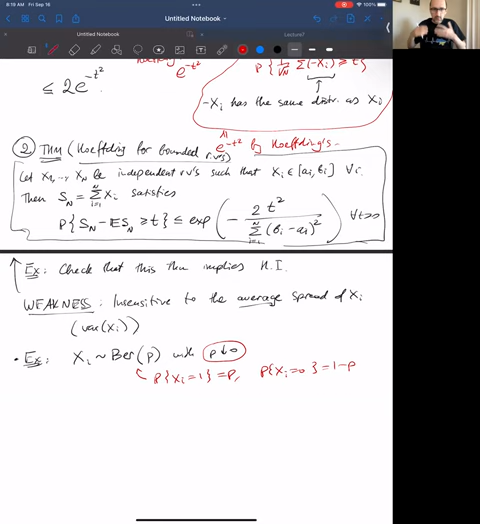 8:19 AM Fri Sep 16
100%
Untitled Notebook
Untitled Notebook
Lecture7
≤ 2e^{-t²}
e^{-t²}
P{ 1/√N Σ(-Xi) ≥ t }
-Xi has the same distr. as Xi
e^{-t²} by Hoeffding's
② THM (Hoeffding for bounded r.v's)
Let X1,..., XN be independent r.v's such that Xi ∈ [ai, bi] ∀i
Then SN = Σ_{i=1}^{N} Xi satisfies
P{ SN - ESN ≥ t } ≤ exp( - 2t² / Σ_{i=1}^{N} (bi - ai)² ) ∀t>0
Ex: Check that this thm implies H.I.
WEAKNESS: Insensitive to the average spread of Xi
(var(Xi))
• Ex: Xi ~ Ber(p) with p↓0
P{Xi=1}=p, P{Xi=0}=1-p